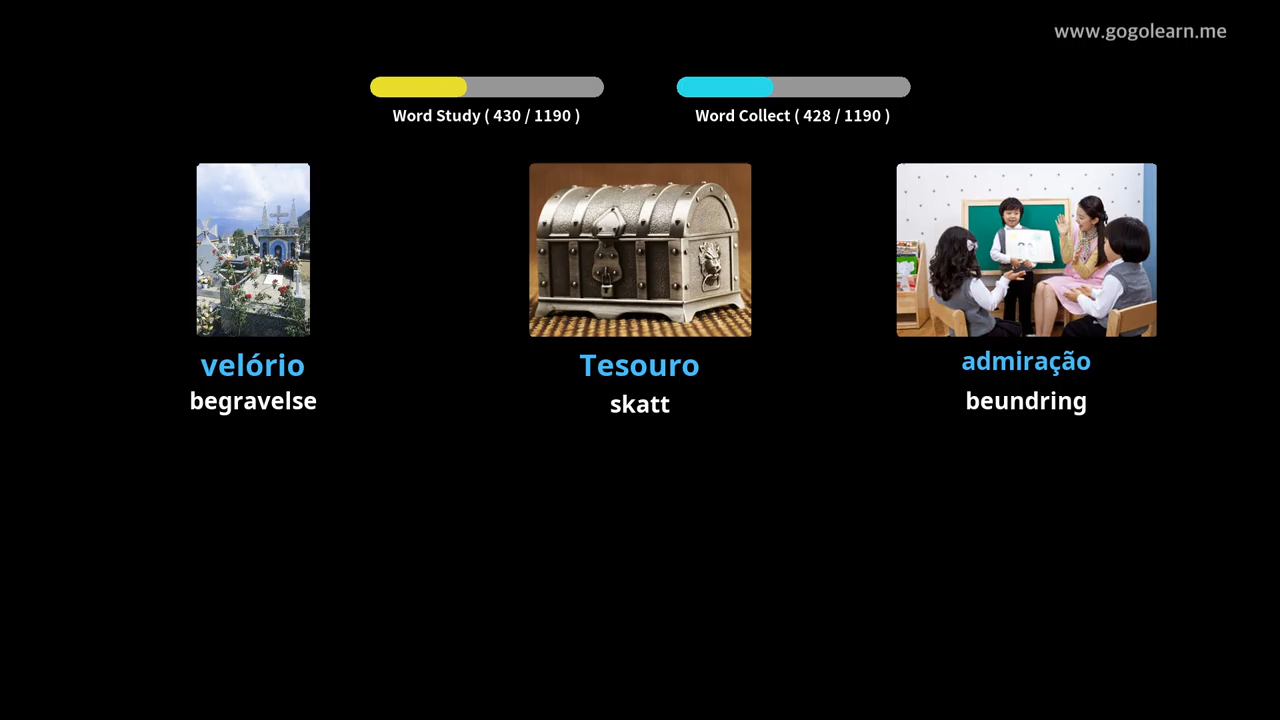 www.gogolearn.me
Word Study ( 430 / 1190 )
Word Collect ( 428 / 1190 )
velório
Tesouro
admiração
begravelse
skatt
beundring